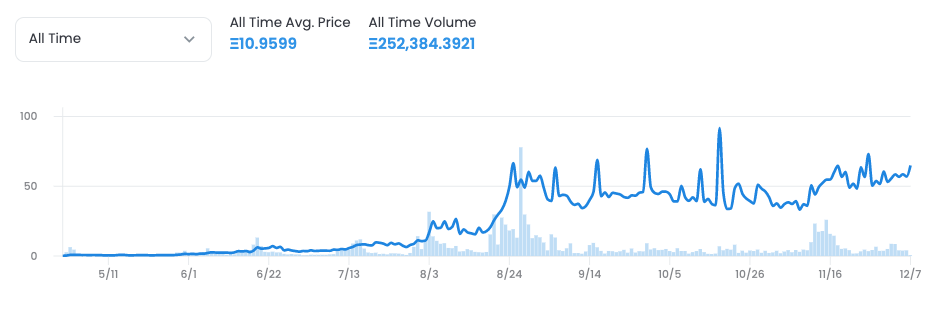 All Time
All Time Avg. Price
Ξ10.9599
All Time Volume
Ξ252,384.3921
100
50
0
5/11 6/1 6/22 7/13 8/3 8/24 9/14 10/5 10/26 11/16 12/7